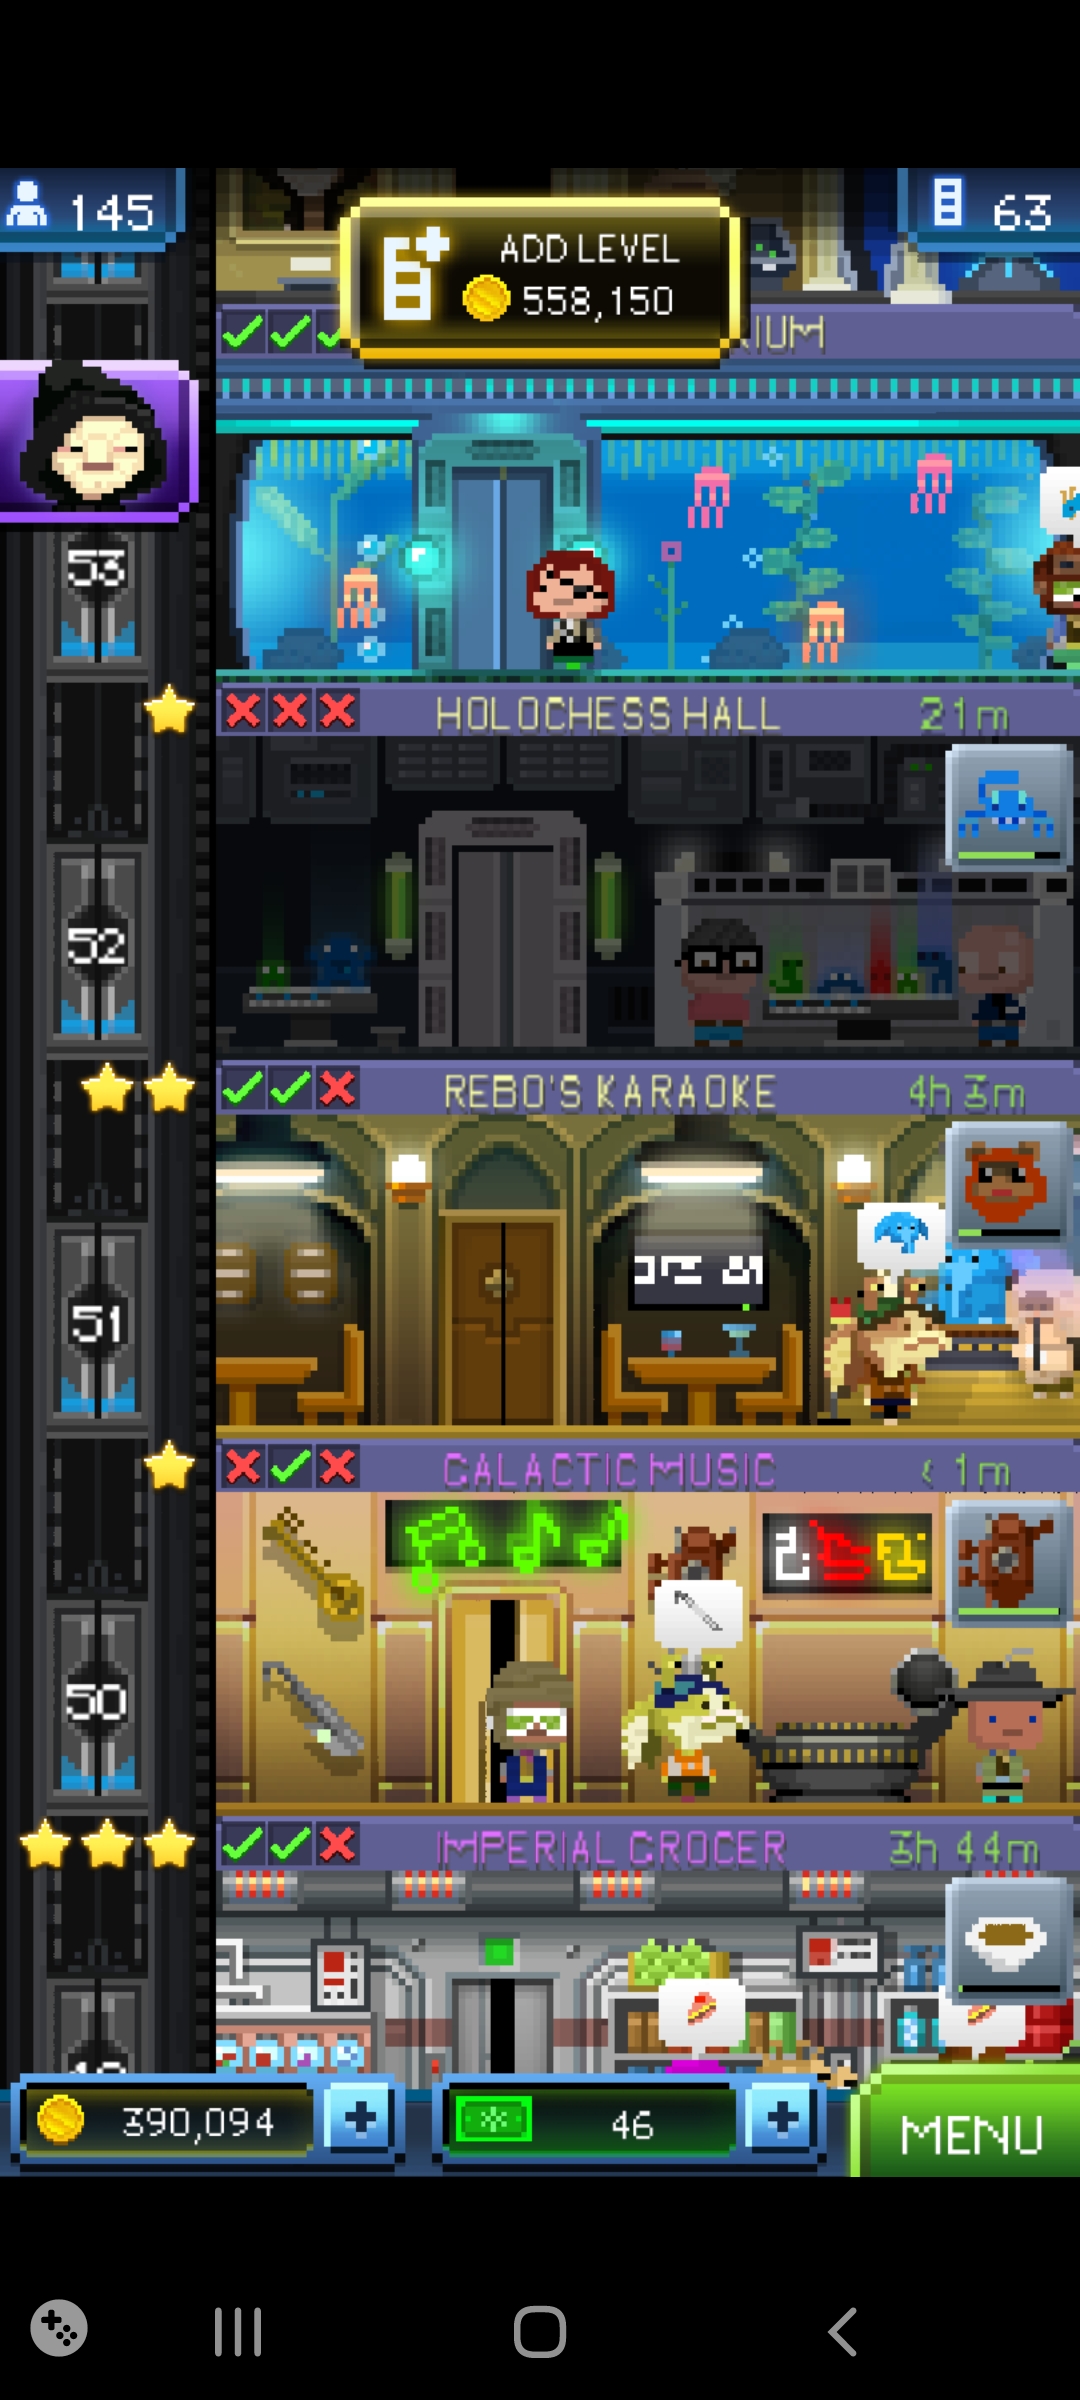 145
ADD LEVEL
558,150
63
RIUM
53
HOLOCHESS HALL 21m
52
REBO'S KARAOKE 4h 3m
51
GALACTIC MUSIC < 1m
50
IMPERIAL GROCER 3h 44m
390,094
46
MENU